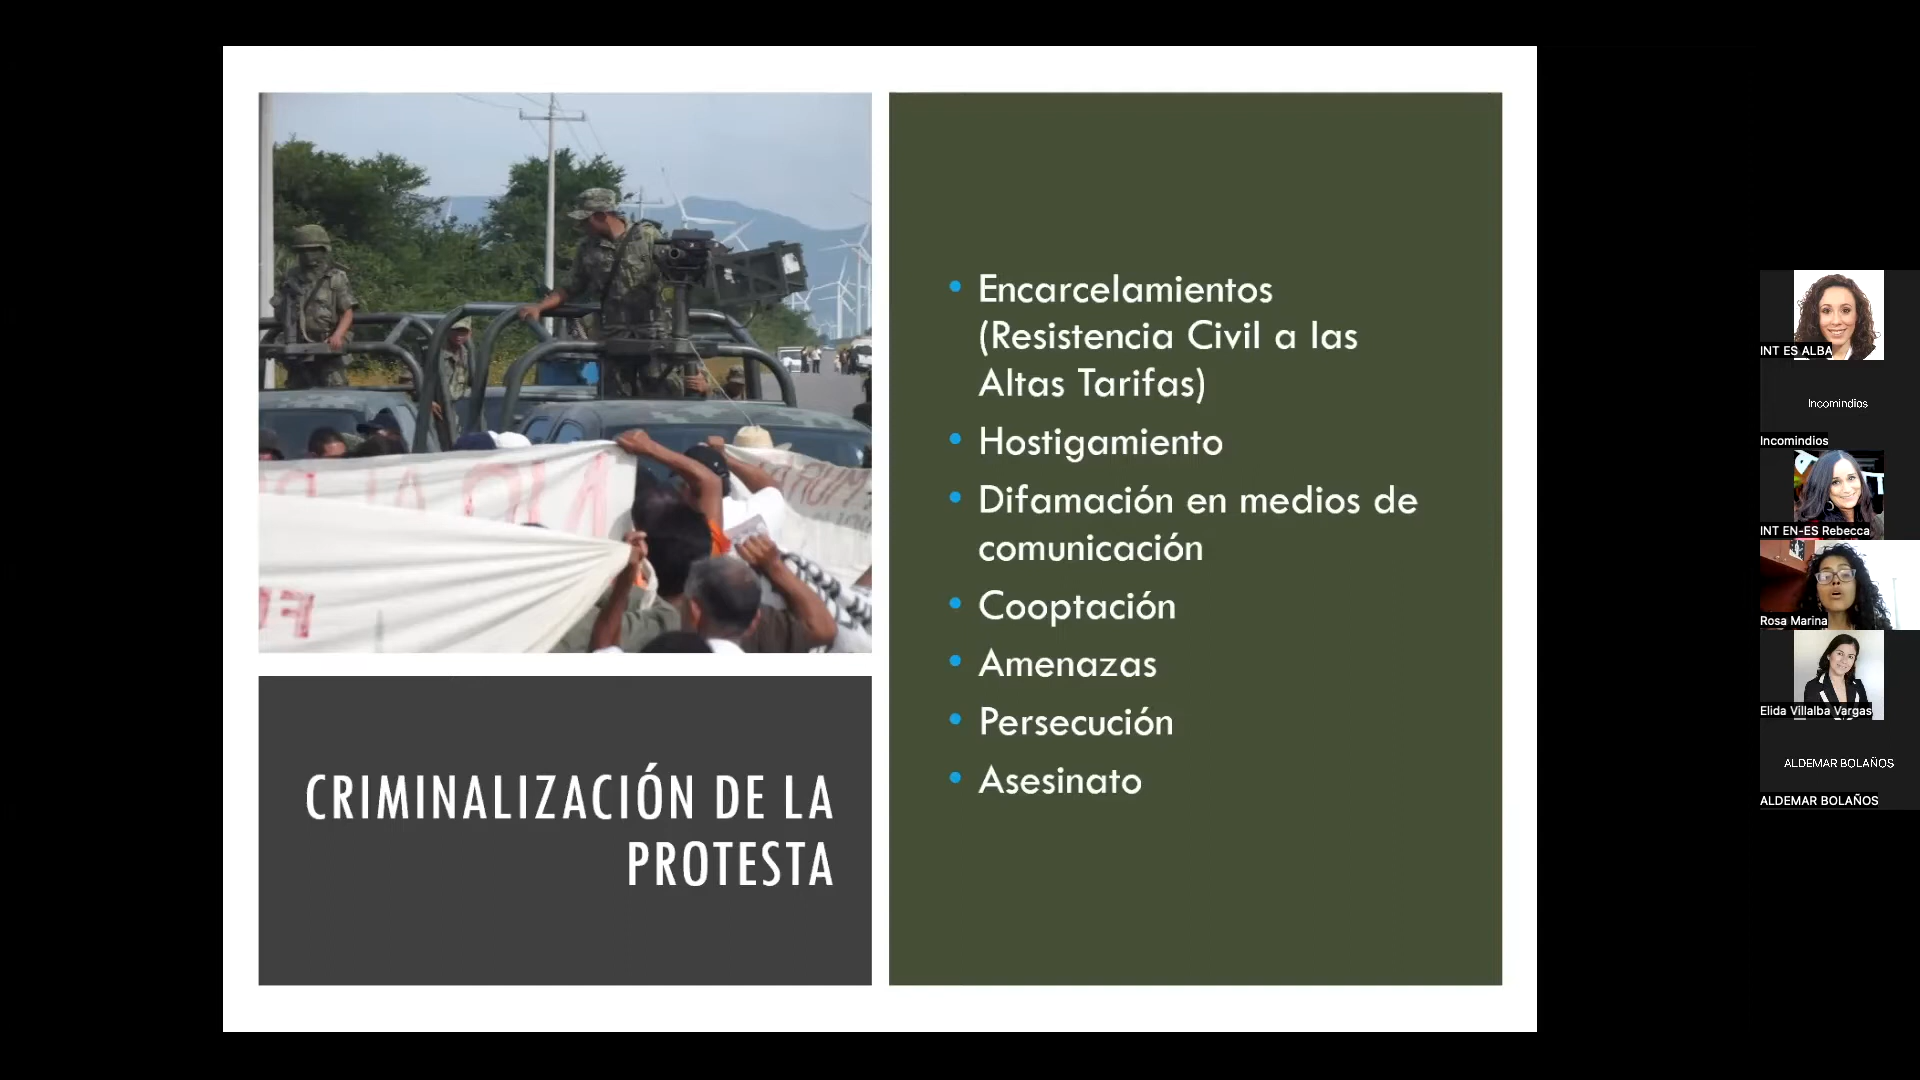 CRIMINALIZACIÓN DE LA
PROTESTA
• Encarcelamientos
(Resistencia Civil a las
Altas Tarifas)
• Hostigamiento
• Difamación en medios de
comunicación
• Cooptación
• Amenazas
• Persecución
• Asesinato
INT ES ALBA
Incomindios
Incomindios
INT EN-ES Rebecca
Rosa Marina
Elida Villalba Vargas
ALDEMAR BOLAÑOS
ALDEMAR BOLAÑOS